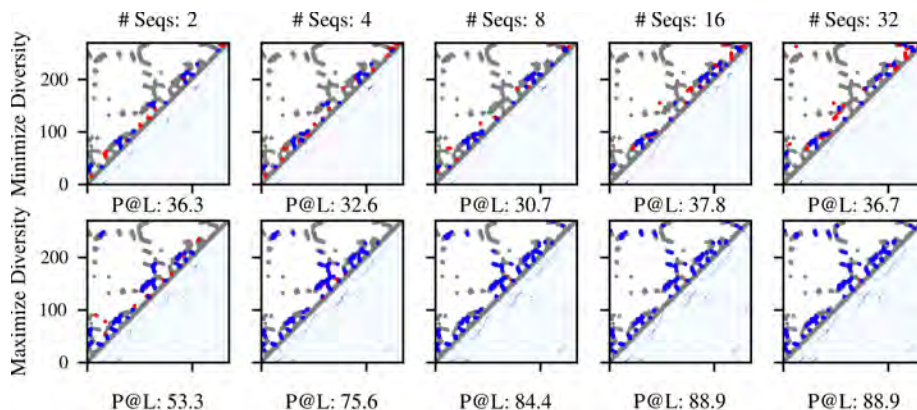 # Seqs: 2 # Seqs: 4 # Seqs: 8 # Seqs: 16 # Seqs: 32
Minimize Diversity
200
100
0
P@L: 36.3 P@L: 32.6 P@L: 30.7 P@L: 37.8 P@L: 36.7
Maximize Diversity
200
100
0
P@L: 53.3 P@L: 75.6 P@L: 84.4 P@L: 88.9 P@L: 88.9